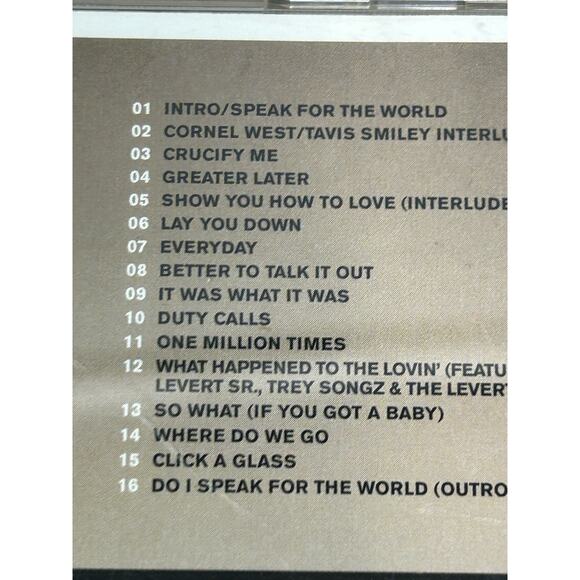 01 INTRO/SPEAK FOR THE WORLD
02 CORNEL WEST/TAVIS SMILEY INTERLU
03 CRUCIFY ME
04 GREATER LATER
05 SHOW YOU HOW TO LOVE (INTERLUDE
06 LAY YOU DOWN
07 EVERYDAY
08 BETTER TO TALK IT OUT
09 IT WAS WHAT IT WAS
10 DUTY CALLS
11 ONE MILLION TIMES
12 WHAT HAPPENED TO THE LOVIN' (FEATU
LEVERT SR., TREY SONGZ & THE LEVERT
13 SO WHAT (IF YOU GOT A BABY)
14 WHERE DO WE GO
15 CLICK A GLASS
16 DO I SPEAK FOR THE WORLD (OUTRO